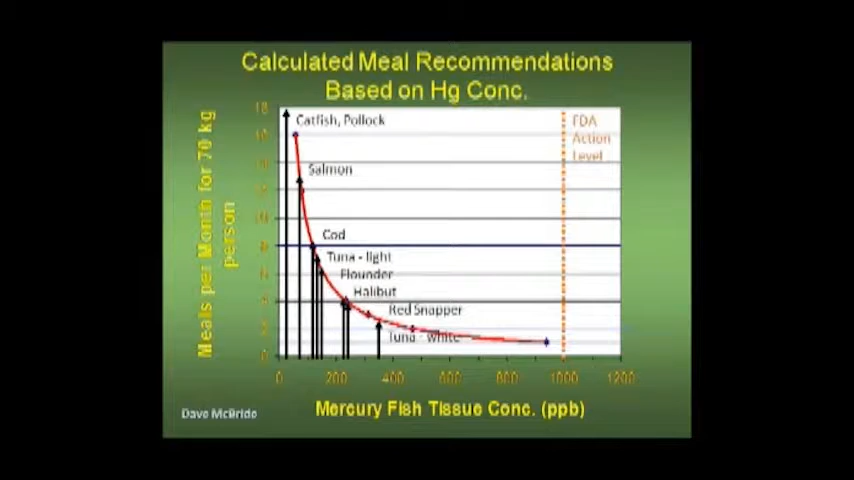 Calculated Meal Recommendations
Based on Hg Conc.
Meals per Month for 70 kg
person
18
Catfish, Pollock
Salmon
Cod
Tuna - light
Flounder
Halibut
Red Snapper
Tuna - white
FDA
Action
Level
0
200
400
600
800
1000
1200
Mercury Fish Tissue Conc. (ppb)
Dave McBride